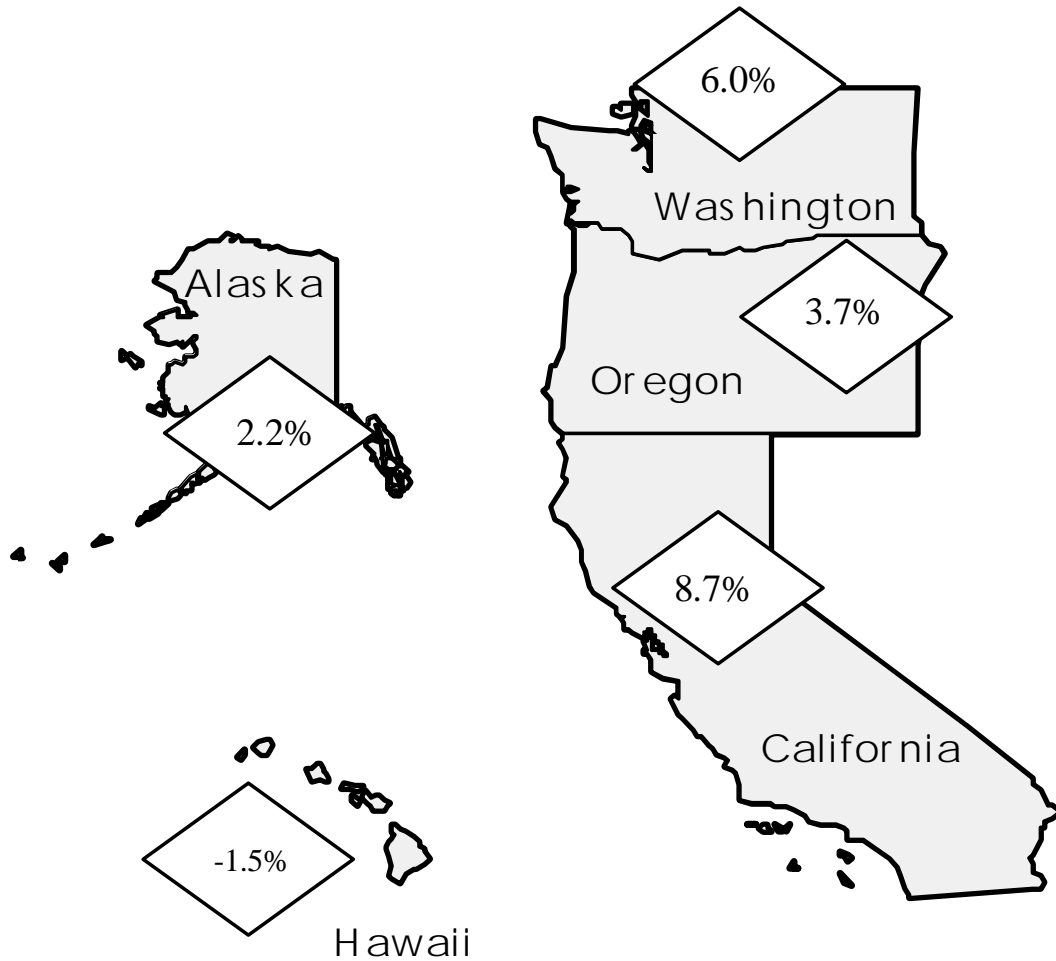 6.0%
Washington
Alaska
3.7%
Oregon
2.2%
8.7%
California
-1.5%
Hawaii